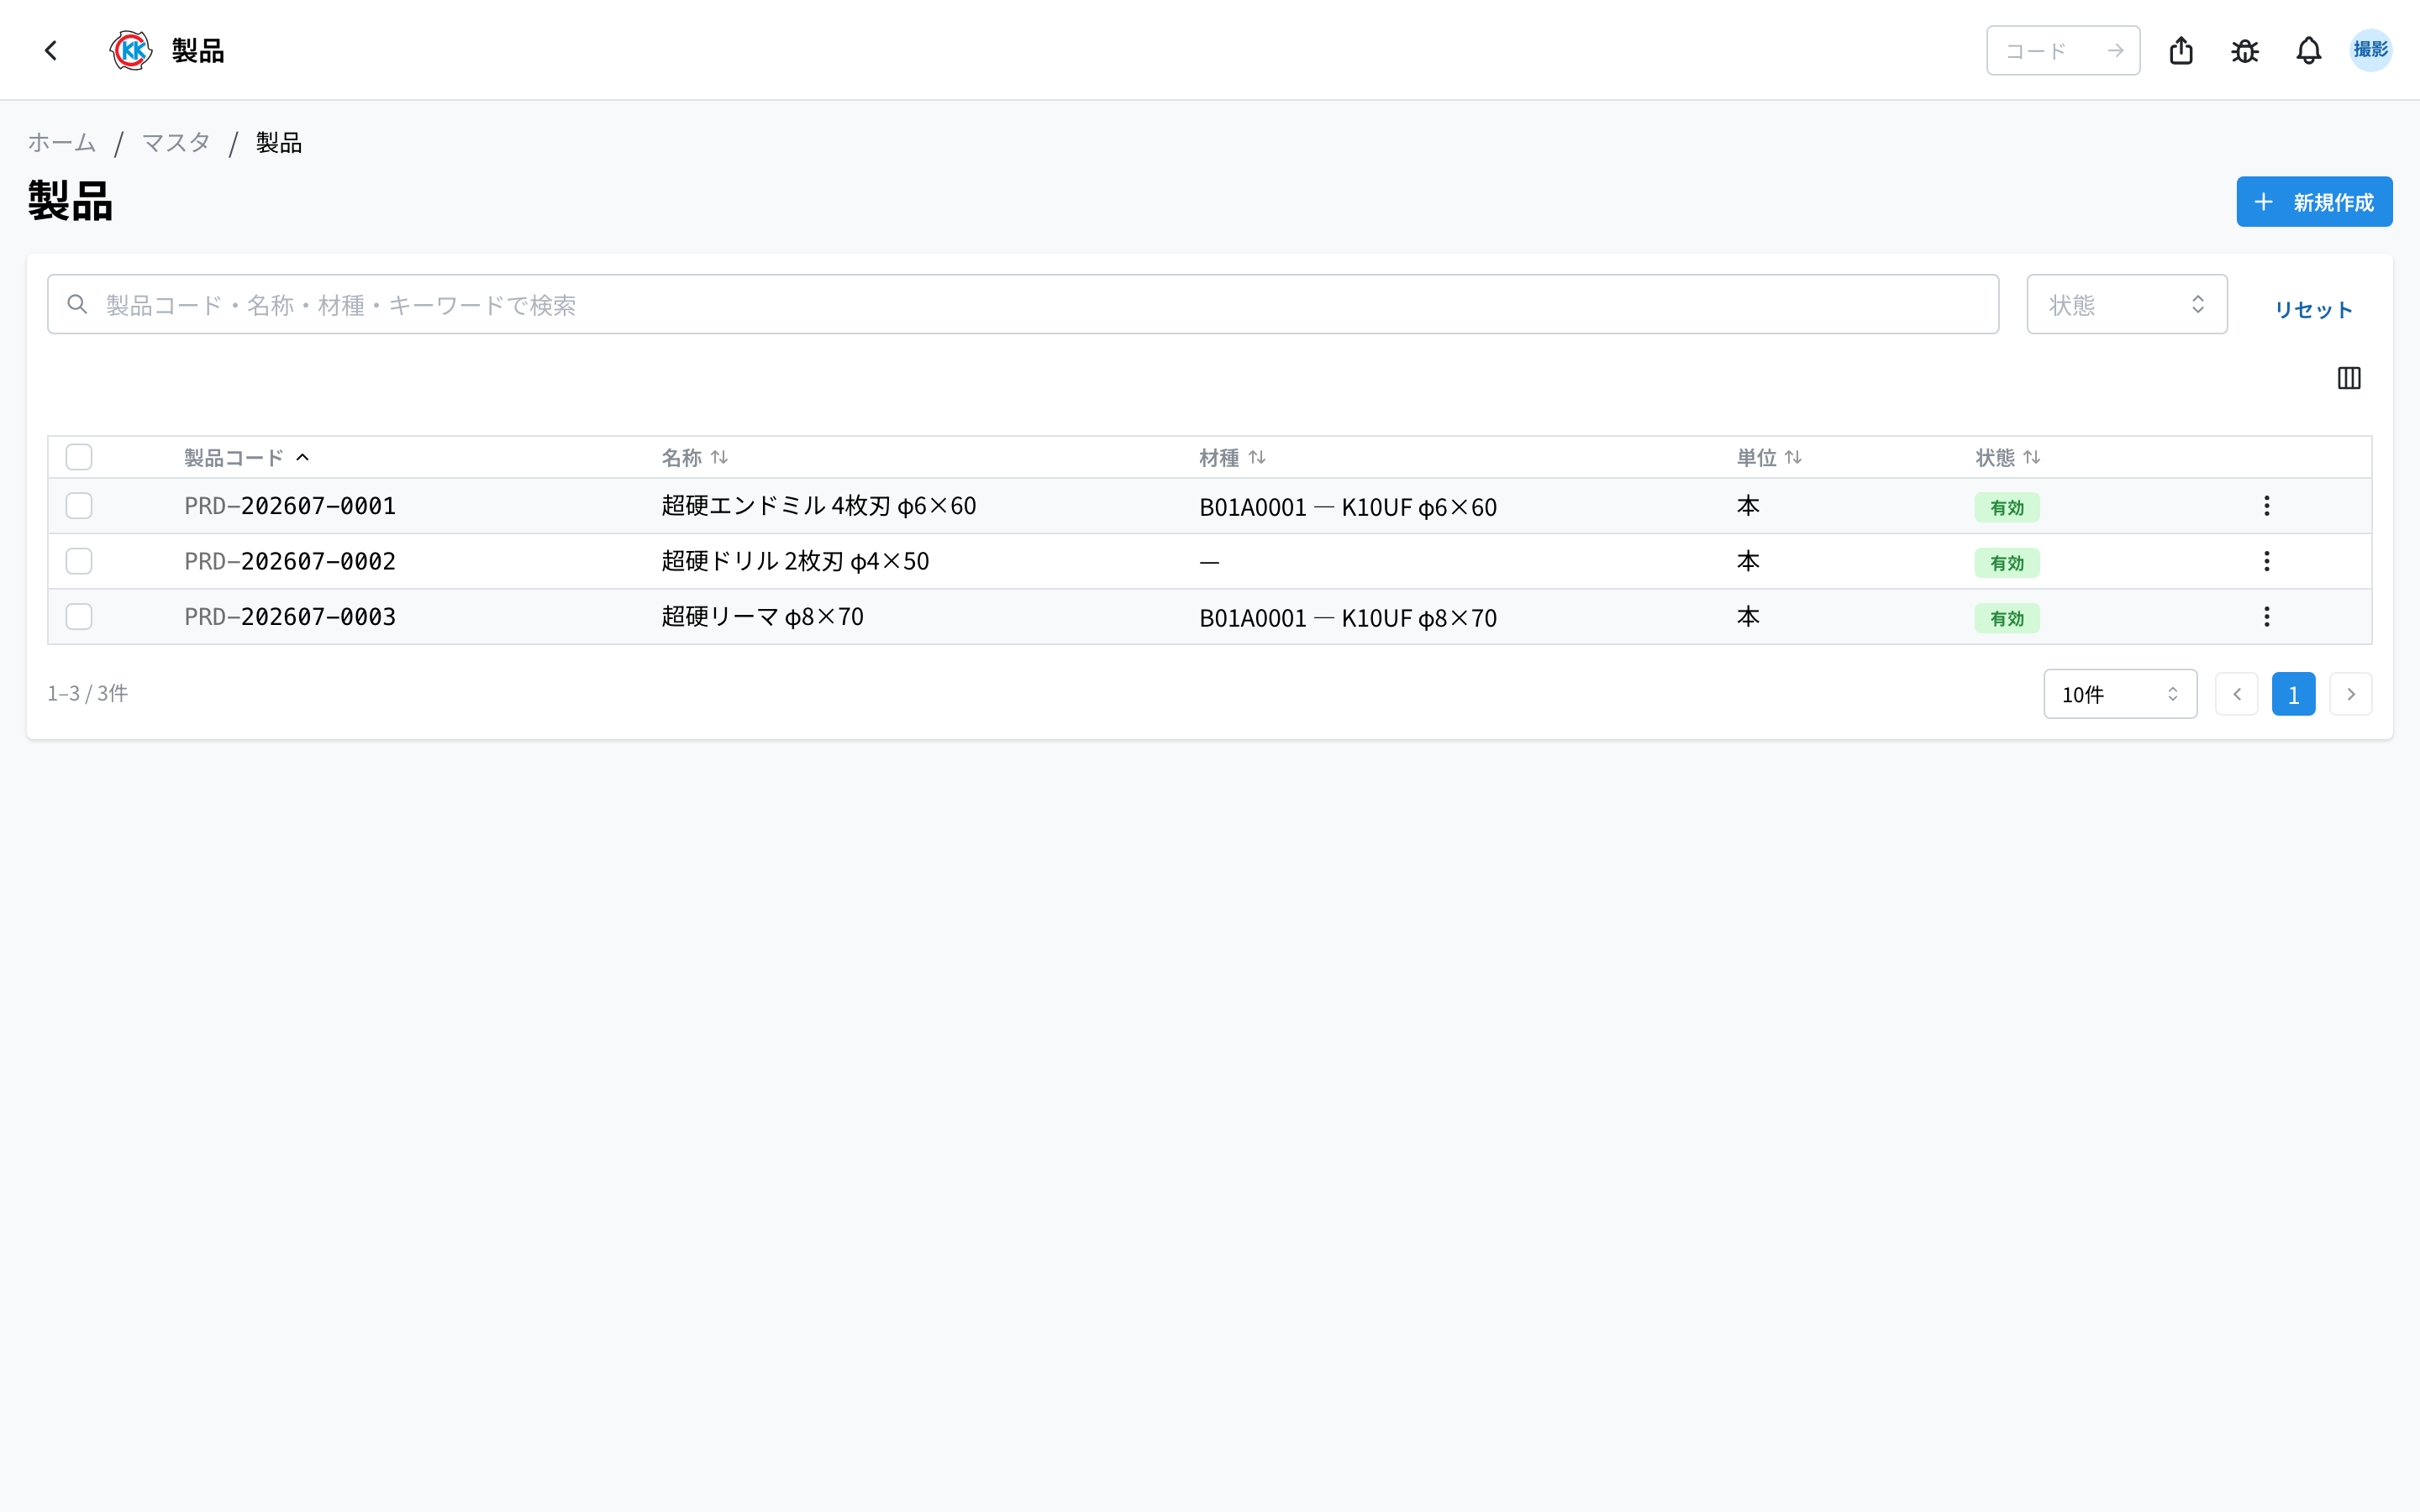 KK 製品 コード 撮影
ホーム / マスタ / 製品
製品
新規作成
製品コード・名称・材種・キーワードで検索 状態 リセット
製品コード 名称 材種 単位 状態
PRD-202607-0001 超硬エンドミル 4枚刃 φ6×60 B01A0001 — K10UF φ6×60 本 有効
PRD-202607-0002 超硬ドリル 2枚刃 φ4×50 — 本 有効
PRD-202607-0003 超硬リーマ φ8×70 B01A0001 — K10UF φ8×70 本 有効
1–3 / 3件 10件 1